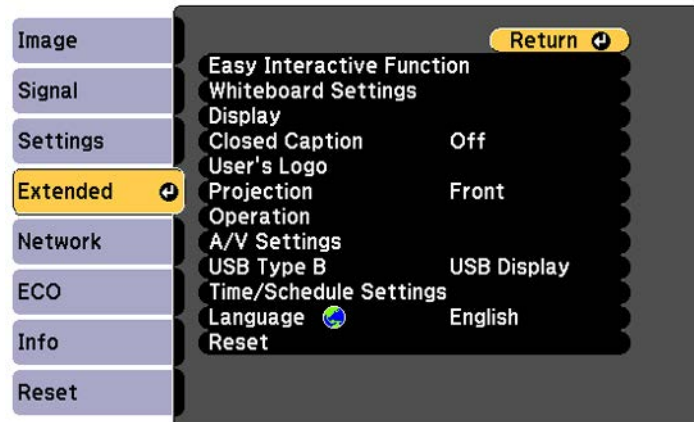 Image
Signal
Settings
Extended
Network
ECO
Info
Reset
Return
Easy Interactive Function
Whiteboard Settings
Display
Closed Caption Off
User's Logo
Projection Front
Operation
A/V Settings
USB Type B USB Display
Time/Schedule Settings
Language English
Reset